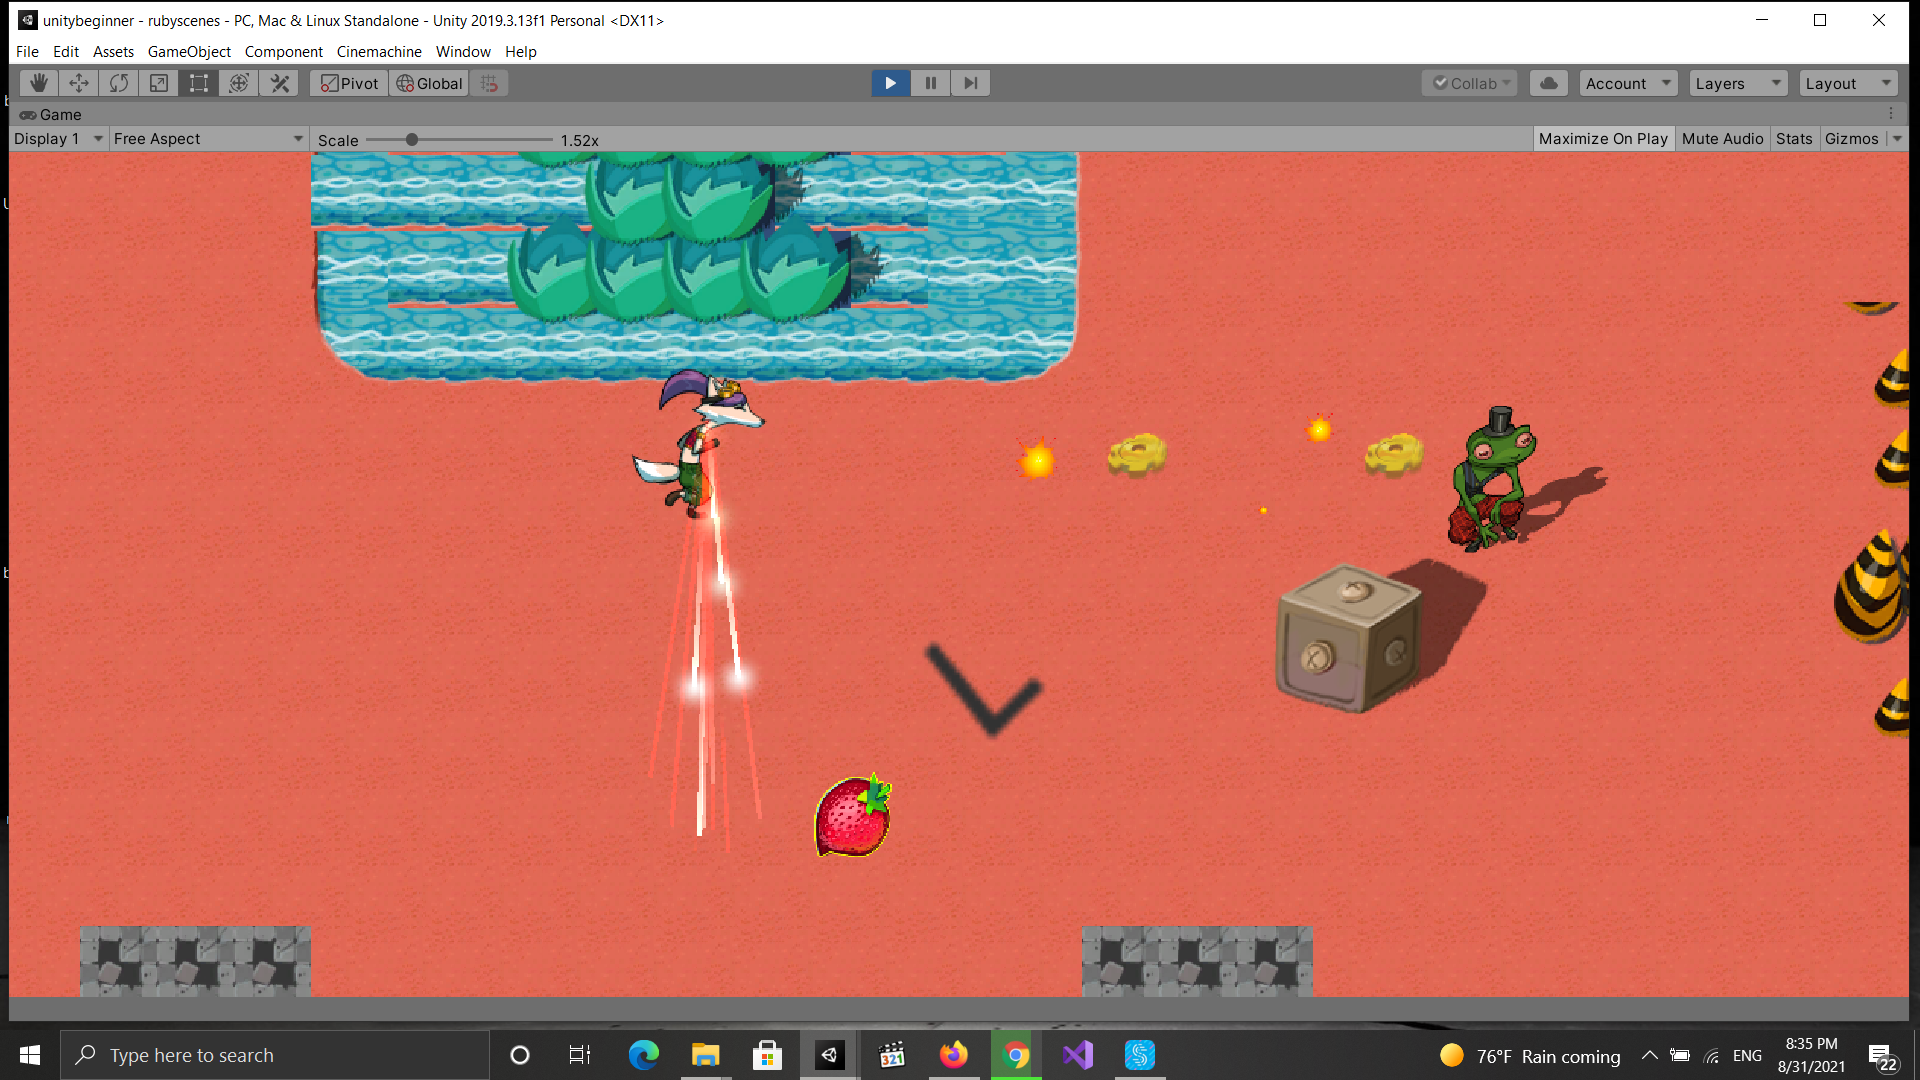 unitybeginner - rubyscenes - PC, Mac & Linux Standalone - Unity 2019.3.13f1 Personal <DX11>
File Edit Assets GameObject Component Cinemachine Window Help
Pivot Global Collab Account Layers Layout
Game
Display 1 Free Aspect Scale 1.52x Maximize On Play Mute Audio Stats Gizmos
Type here to search
321
76°F Rain coming
ENG
8:35 PM
8/31/2021
22